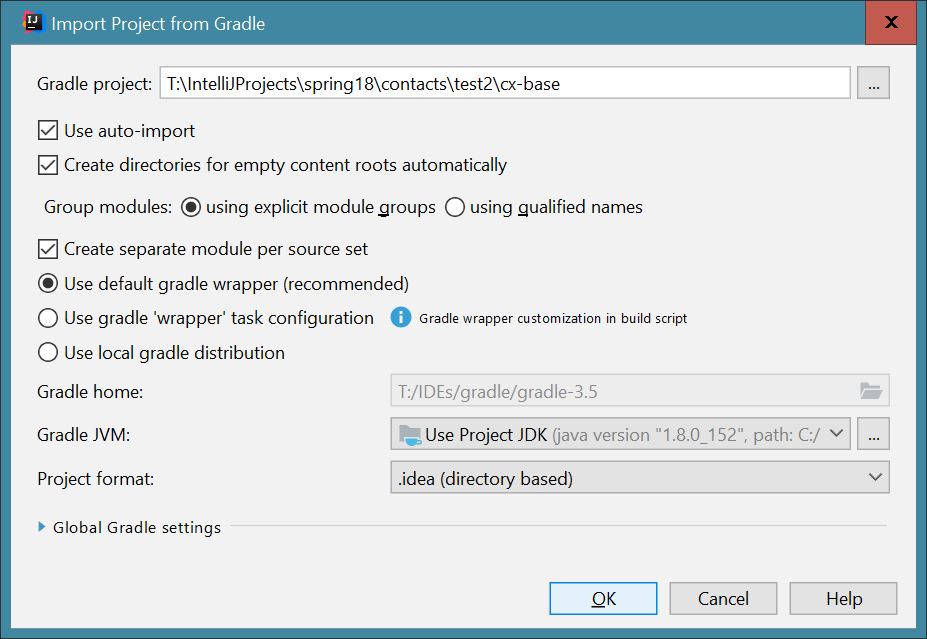 Import Project from Gradle
Gradle project: T:\IntelliJProjects\spring18\contacts\test2\cx-base ...
Use auto-import
Create directories for empty content roots automatically
Group modules: using explicit module groups using qualified names
Create separate module per source set
Use default gradle wrapper (recommended)
Use gradle 'wrapper' task configuration Gradle wrapper customization in build script
Use local gradle distribution
Gradle home: T:/IDEs/gradle/gradle-3.5
Gradle JVM: Use Project JDK (java version "1.8.0_152", path: C:/ ...
Project format: .idea (directory based)
Global Gradle settings
OK Cancel Help